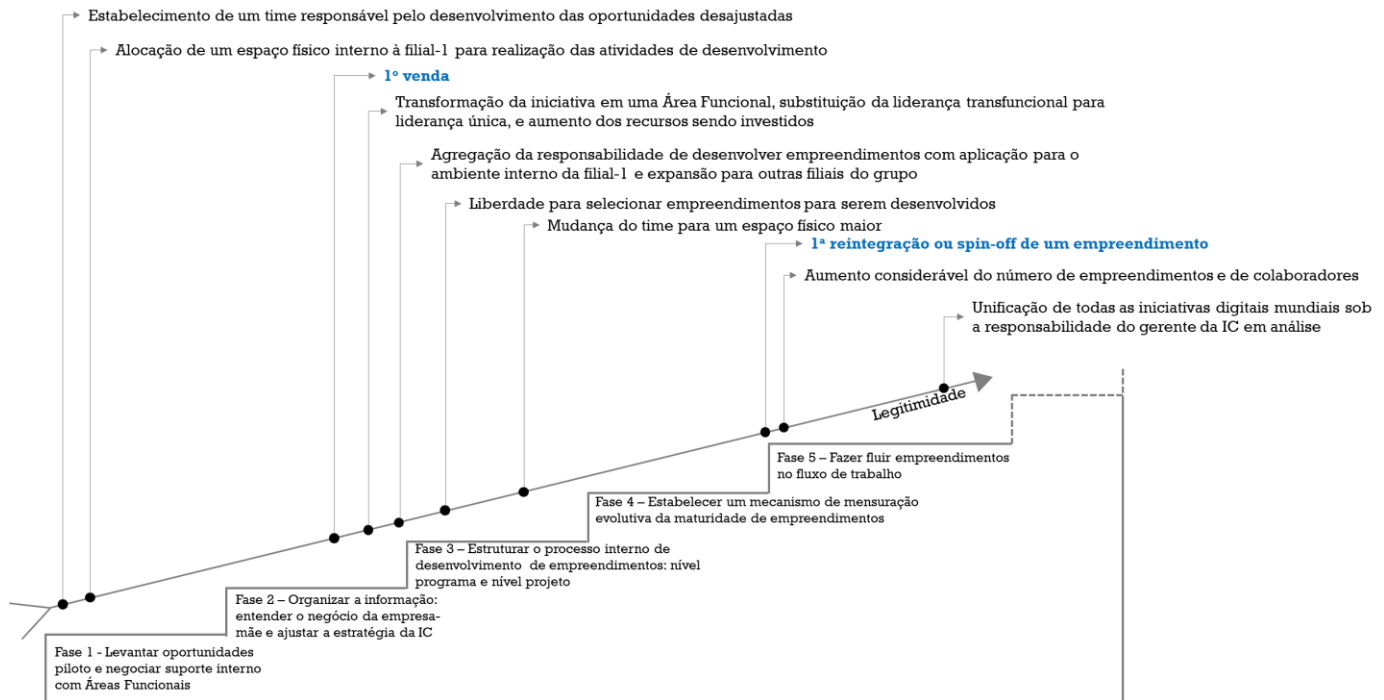 Estabelecimento de um time responsável pelo desenvolvimento das oportunidades desajustadas
Alocação de um espaço físico interno à filial-1 para realização das atividades de desenvolvimento
1º venda
Transformação da iniciativa em uma Área Funcional, substituição da liderança transfuncional para
liderança única, e aumento dos recursos sendo investidos
Agregação da responsabilidade de desenvolver empreendimentos com aplicação para o
ambiente interno da filial-1 e expansão para outras filiais do grupo
Liberdade para selecionar empreendimentos para serem desenvolvidos
Mudança do time para um espaço físico maior
1ª reintegração ou spin-off de um empreendimento
Aumento considerável do número de empreendimentos e de colaboradores
Unificação de todas as iniciativas digitais mundiais sob
a responsabilidade do gerente da IC em análise
Legitimidade
Fase 5 – Fazer fluir empreendimentos
no fluxo de trabalho
Fase 4 – Estabelecer um mecanismo de mensuração
evolutiva da maturidade de empreendimentos
Fase 3 – Estruturar o processo interno de
desenvolvimento de empreendimentos: nível
programa e nível projeto
Fase 2 – Organizar a informação:
entender o negócio da empresa-
mãe e ajustar a estratégia da IC
Fase 1 - Levantar oportunidades
piloto e negociar suporte interno
com Áreas Funcionais